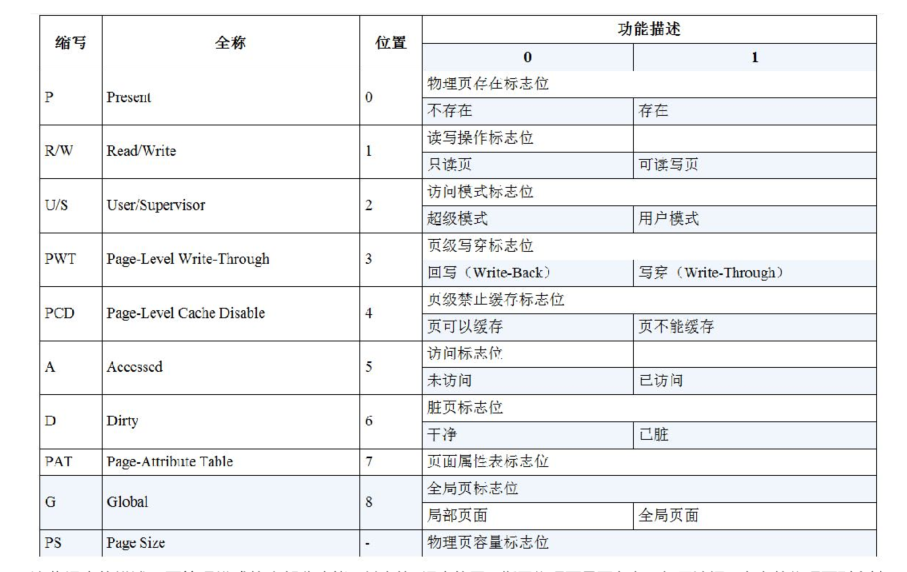 缩写 全称 位置 功能描述
0 1
P Present 0 物理页存在标志位
不存在 存在
R/W Read/Write 1 读写操作标志位
只读页 可读写页
U/S User/Supervisor 2 访问模式标志位
超级模式 用户模式
PWT Page-Level Write-Through 3 页级写穿标志位
回写（Write-Back） 写穿（Write-Through）
PCD Page-Level Cache Disable 4 页级禁止缓存标志位
页可以缓存 页不能缓存
A Accessed 5 访问标志位
未访问 已访问
D Dirty 6 脏页标志位
干净 已脏
PAT Page-Attribute Table 7 页面属性表标志位
G Global 8 全局页标志位
局部页面 全局页面
PS Page Size - 物理页容量标志位